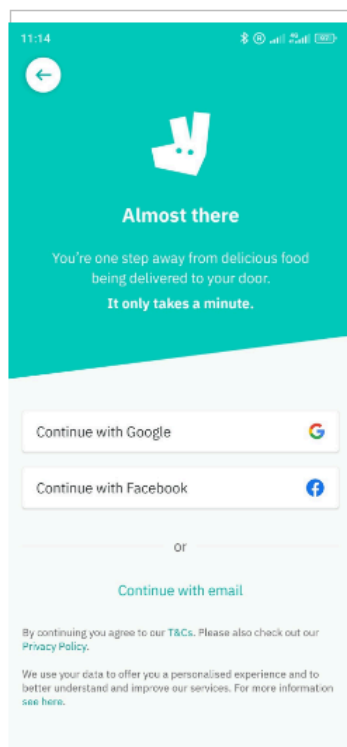 11:14
Almost there
You're one step away from delicious food
being delivered to your door.
It only takes a minute.
Continue with Google
Continue with Facebook
or
Continue with email
By continuing you agree to our T&Cs. Please also check out our
Privacy Policy.
We use your data to offer you a personalised experience and to
better understand and improve our services. For more information
see here.